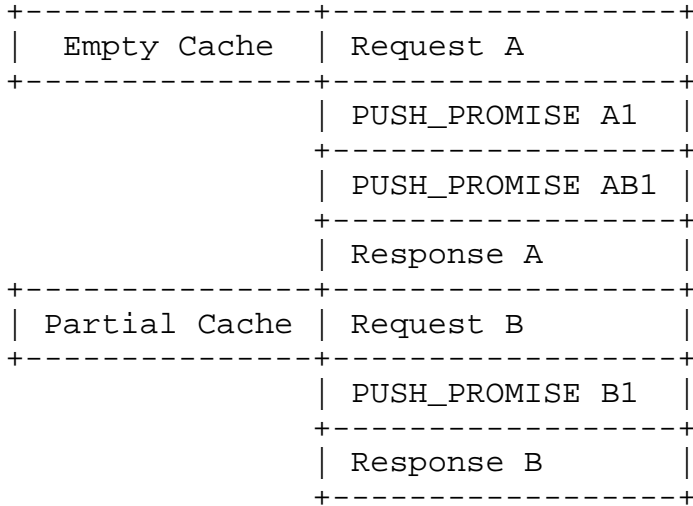 +---------------+------------------+
|  Empty Cache  | Request A        |
+---------------+------------------+
                | PUSH_PROMISE A1  |
                +------------------+
                | PUSH_PROMISE AB1 |
                +------------------+
                | Response A       |
+---------------+------------------+
| Partial Cache | Request B        |
+---------------+------------------+
                | PUSH_PROMISE B1  |
                +------------------+
                | Response B       |
                +------------------+